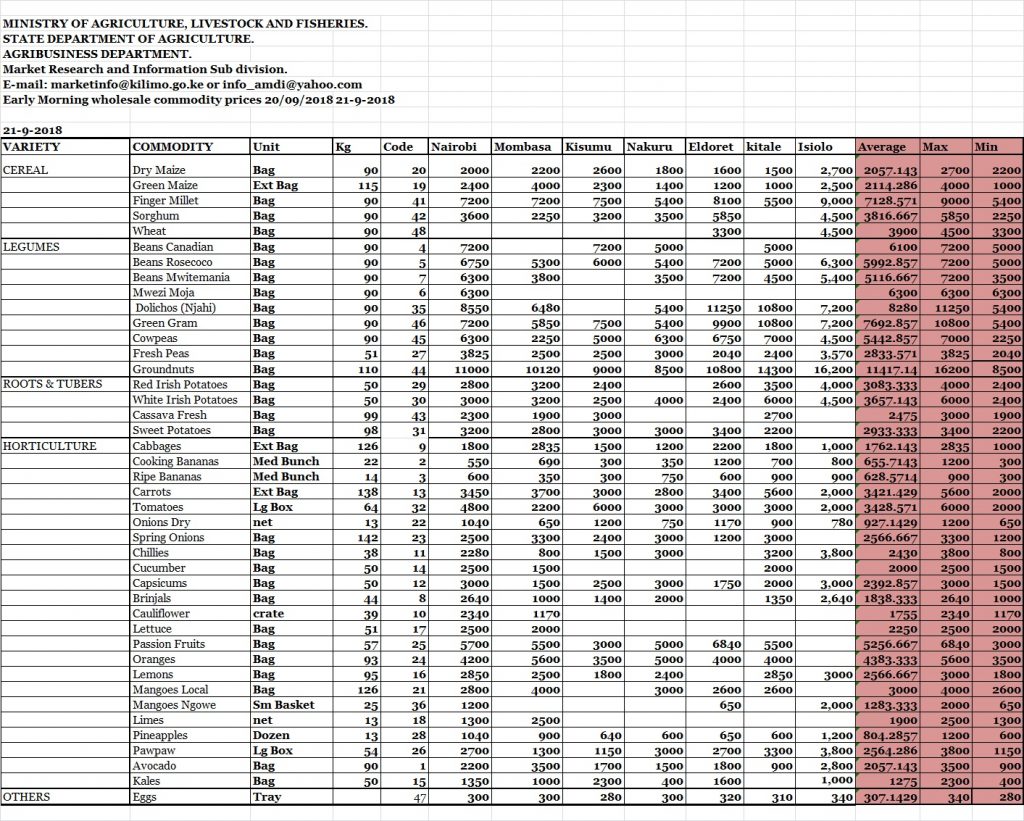 MINISTRY OF AGRICULTURE, LIVESTOCK AND FISHERIES.
STATE DEPARTMENT OF AGRICULTURE.
AGRIBUSINESS DEPARTMENT.
Market Research and Information Sub division.
E-mail: marketinfo@kilimo.go.ke or info_amdi@yahoo.com
Early Morning wholesale commodity prices 20/09/2018 21-9-2018
21-9-2018
VARIETY COMMODITY Unit Kg Code Nairobi Mombasa Kisumu Nakuru Eldoret kitale Isiolo Average Max Min
CEREAL Dry Maize Bag 90 20 2000 2200 2600 1800 1600 1500 2,700 2057.143 2700 2200
Green Maize Ext Bag 115 19 2400 4000 2300 1400 1200 1000 2,500 2114.286 4000 1000
Finger Millet Bag 90 41 7200 7200 7500 5400 8100 5500 9,000 7128.571 9000 5400
Sorghum Bag 90 42 3600 2250 3200 3500 5850 4,500 3816.667 5850 2250
Wheat Bag 90 48 3300 4,500 3900 4500 3300
LEGUMES Beans Canadian Bag 90 4 7200 7200 5000 5000 6100 7200 5000
Beans Rosecoco Bag 90 5 6750 5300 6000 5400 7200 5000 6,300 5992.857 7200 5000
Beans Mwitemania Bag 90 7 6300 3800 3500 7200 4500 5,400 5116.667 7200 3500
Mwezi Moja Bag 90 6 6300 6300 6300 6300
Dolichos (Njahi) Bag 90 35 8550 6480 5400 11250 10800 7,200 8280 11250 5400
Green Gram Bag 90 46 7200 5850 7500 5400 9900 10800 7,200 7692.857 10800 5400
Cowpeas Bag 90 45 6300 2250 5000 6300 6750 7000 4,500 5442.857 7000 2250
Fresh Peas Bag 51 27 3825 2500 2500 3000 2040 2400 3,570 2833.571 3825 2040
Groundnuts Bag 110 44 11000 10120 9000 8500 10800 14300 16,200 11417.14 16200 8500
ROOTS & TUBERS Red Irish Potatoes Bag 50 29 2800 3200 2400 2600 3500 4,000 3083.333 4000 2400
White Irish Potatoes Bag 50 30 3000 3200 2500 4000 2400 6000 4,500 3657.143 6000 2400
Cassava Fresh Bag 99 43 2300 1900 3000 2700 2475 3000 1900
Sweet Potatoes Bag 98 31 3200 2800 3000 3000 3400 2200 2933.333 3400 2200
HORTICULTURE Cabbages Ext Bag 126 9 1800 2835 1500 1200 2200 1800 1,000 1762.143 2835 1000
Cooking Bananas Med Bunch 22 2 550 690 300 350 1200 700 800 655.7143 1200 300
Ripe Bananas Med Bunch 14 3 600 350 300 750 600 900 900 628.5714 900 300
Carrots Ext Bag 138 13 3450 3700 3000 2800 3400 5600 2,000 3421.429 5600 2000
Tomatoes Lg Box 64 32 4800 2200 6000 3000 3000 3000 2,000 3428.571 6000 2000
Onions Dry net 13 22 1040 650 1200 750 1170 900 780 927.1429 1200 650
Spring Onions Bag 142 23 2500 3300 2400 3000 1200 3000 2566.667 3300 1200
Chillies Bag 38 11 2280 800 1500 3000 3200 3,800 2430 3800 800
Cucumber Bag 50 14 2500 1500 2000 2000 2500 1500
Capsicums Bag 50 12 3000 1500 2500 3000 1750 2000 3,000 2392.857 3000 1500
Brinjals Bag 44 8 2640 1000 1400 2000 1350 2,640 1838.333 2640 1000
Cauliflower crate 39 10 2340 1170 1755 2340 1170
Lettuce Bag 51 17 2500 2000 2250 2500 2000
Passion Fruits Bag 57 25 5700 5500 3000 5000 6840 5500 5256.667 6840 3000
Oranges Bag 93 24 4200 5600 3500 5000 4000 4000 4383.333 5600 3500
Lemons Bag 95 16 2850 2500 1800 2400 2850 3000 2566.667 3000 1800
Mangoes Local Bag 126 21 2800 4000 3000 2600 2600 3000 4000 2600
Mangoes Ngowe Sm Basket 25 36 1200 650 2,000 1283.333 2000 650
Limes net 13 18 1300 2500 1900 2500 1300
Pineapples Dozen 13 28 1040 900 640 600 650 600 1,200 804.2857 1200 600
Pawpaw Lg Box 54 26 2700 1300 1150 3000 2700 3300 3,800 2564.286 3800 1150
Avocado Bag 90 1 2200 3500 1700 1500 1800 900 2,800 2057.143 3500 900
Kales Bag 50 15 1350 1000 2300 400 1600 1,000 1275 2300 400
OTHERS Eggs Tray 47 300 300 280 300 320 310 340 307.1429 340 280